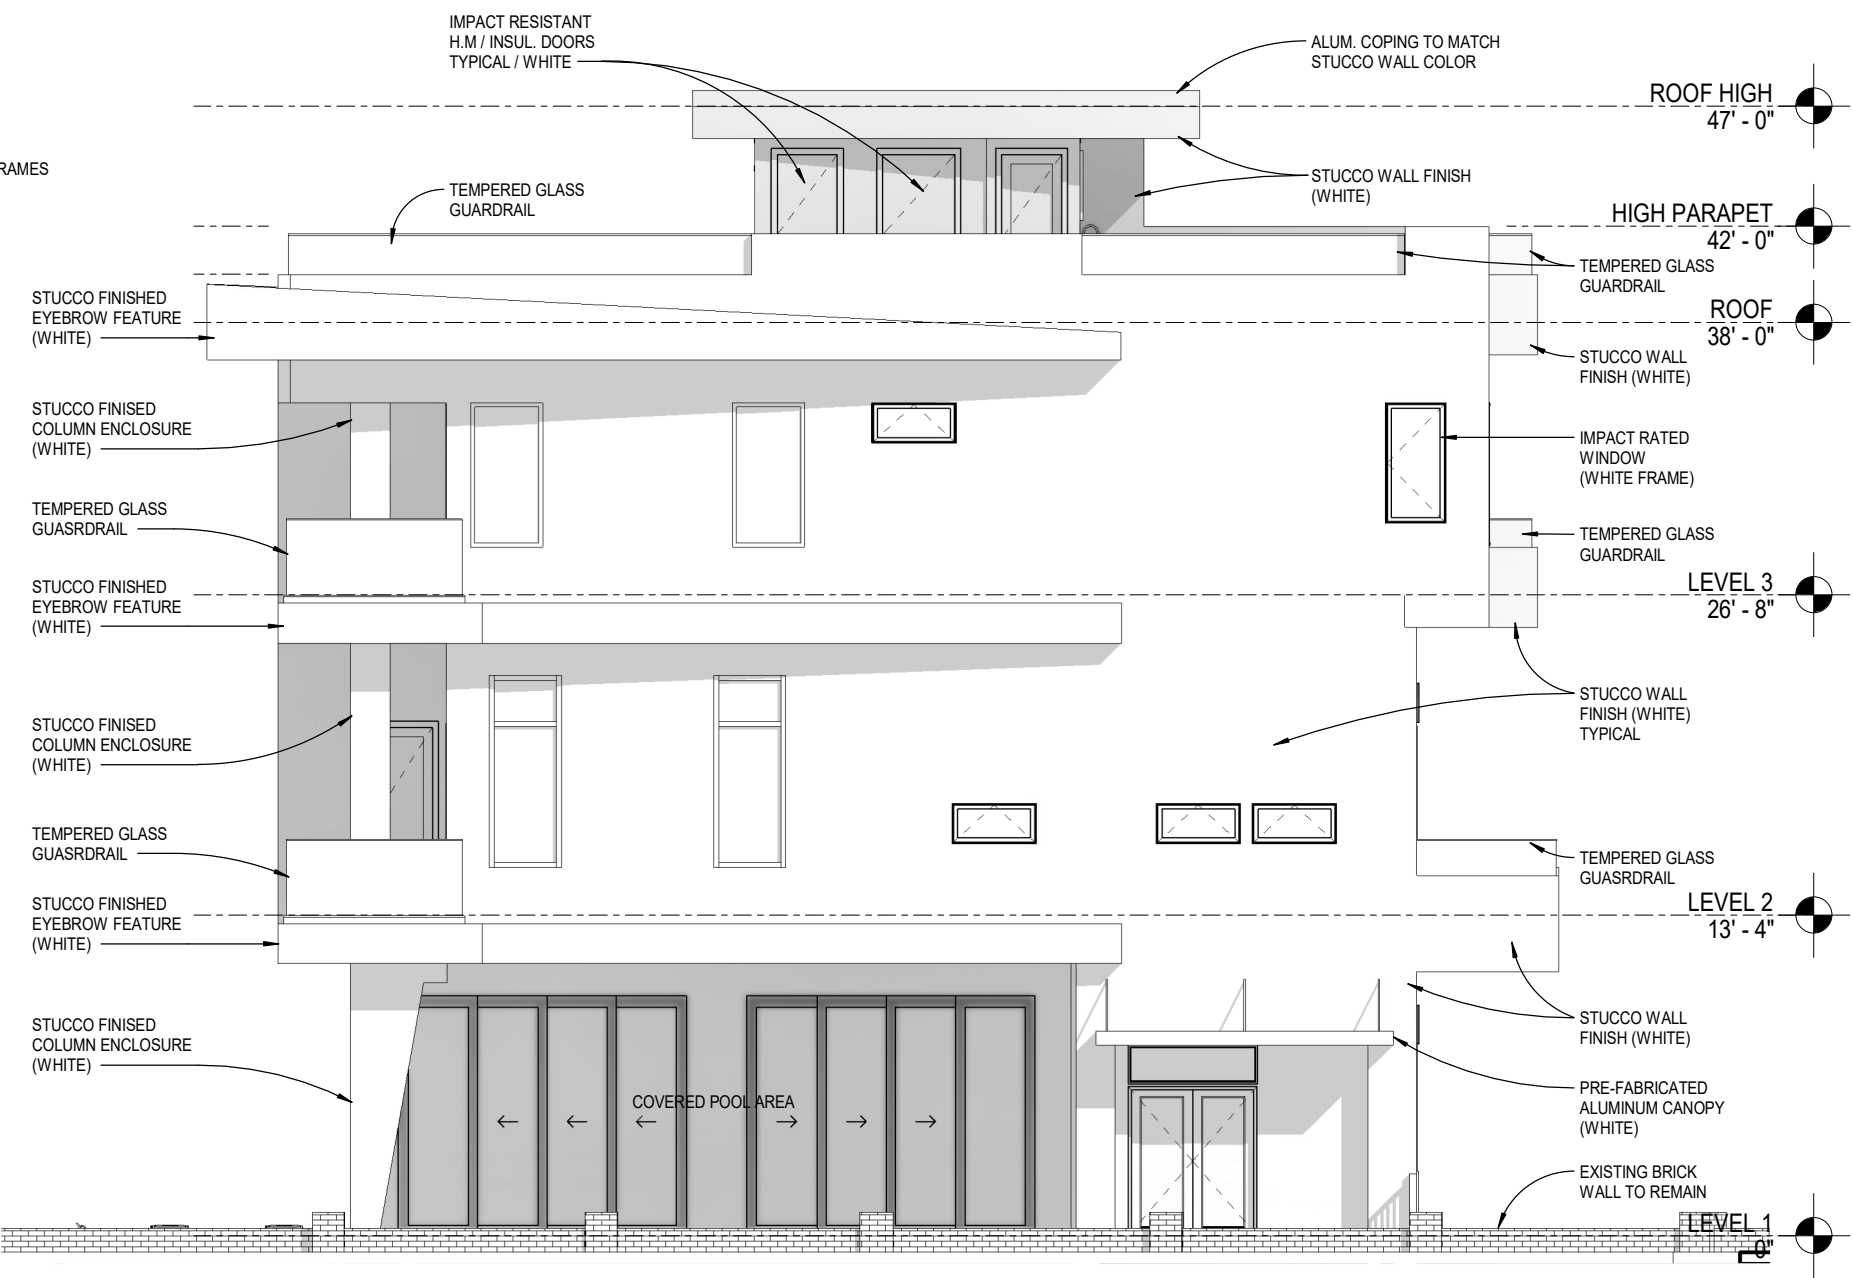 IMPACT RESISTANT
H.M / INSUL. DOORS
TYPICAL / WHITE
ALUM. COPING TO MATCH
STUCCO WALL COLOR
ROOF HIGH
47' - 0"
RAMES
TEMPERED GLASS
GUARDRAIL
STUCCO WALL FINISH
(WHITE)
HIGH PARAPET
42' - 0"
TEMPERED GLASS
GUARDRAIL
STUCCO FINISHED
EYEBROW FEATURE
(WHITE)
ROOF
38' - 0"
STUCCO WALL
FINISH (WHITE)
STUCCO FINISED
COLUMN ENCLOSURE
(WHITE)
IMPACT RATED
WINDOW
(WHITE FRAME)
TEMPERED GLASS
GUASRDRAIL
TEMPERED GLASS
GUARDRAIL
STUCCO FINISHED
EYEBROW FEATURE
(WHITE)
LEVEL 3
26' - 8"
STUCCO WALL
FINISH (WHITE)
TYPICAL
STUCCO FINISED
COLUMN ENCLOSURE
(WHITE)
TEMPERED GLASS
GUASRDRAIL
TEMPERED GLASS
GUASRDRAIL
STUCCO FINISHED
EYEBROW FEATURE
(WHITE)
LEVEL 2
13' - 4"
STUCCO FINISED
COLUMN ENCLOSURE
(WHITE)
STUCCO WALL
FINISH (WHITE)
COVERED POOL AREA
PRE-FABRICATED
ALUMINUM CANOPY
(WHITE)
EXISTING BRICK
WALL TO REMAIN
LEVEL 1
0"